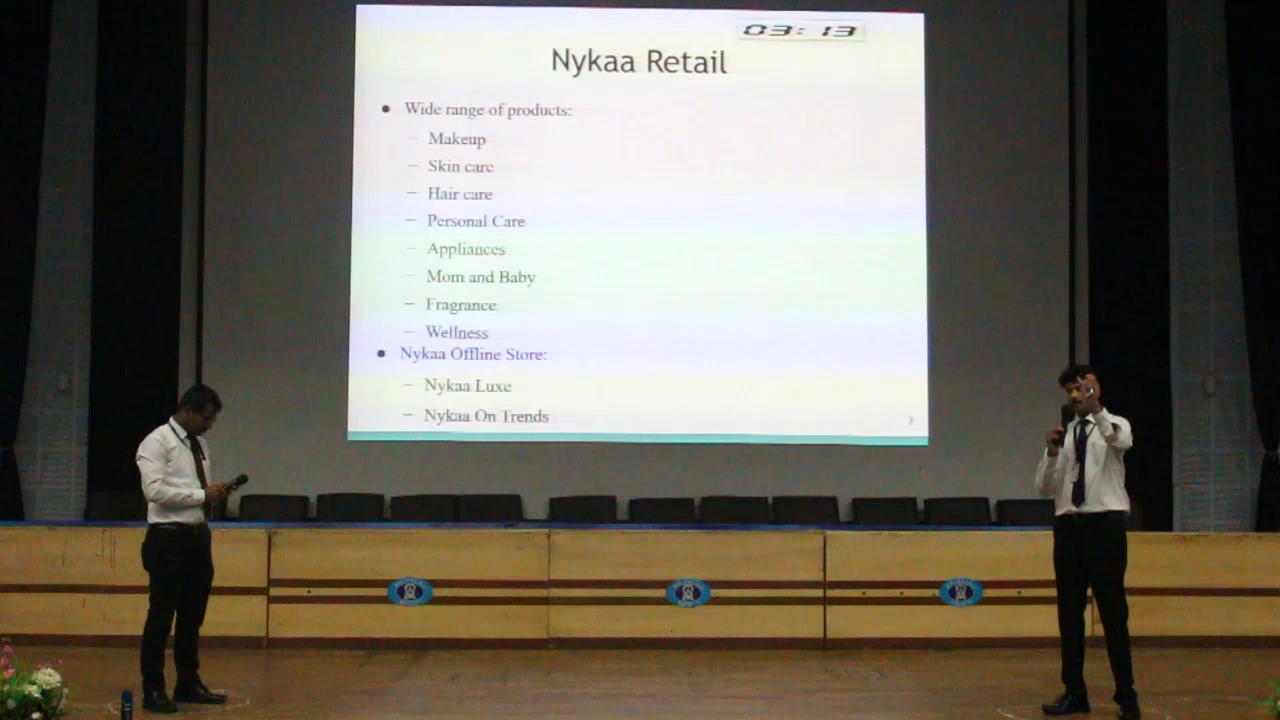 03: 13
Nykaa Retail
● Wide range of products:
– Makeup
– Skin care
– Hair care
– Personal Care
– Appliances
– Mom and Baby
– Fragrance
– Wellness
● Nykaa Offline Store:
– Nykaa Luxe
– Nykaa On Trends
7